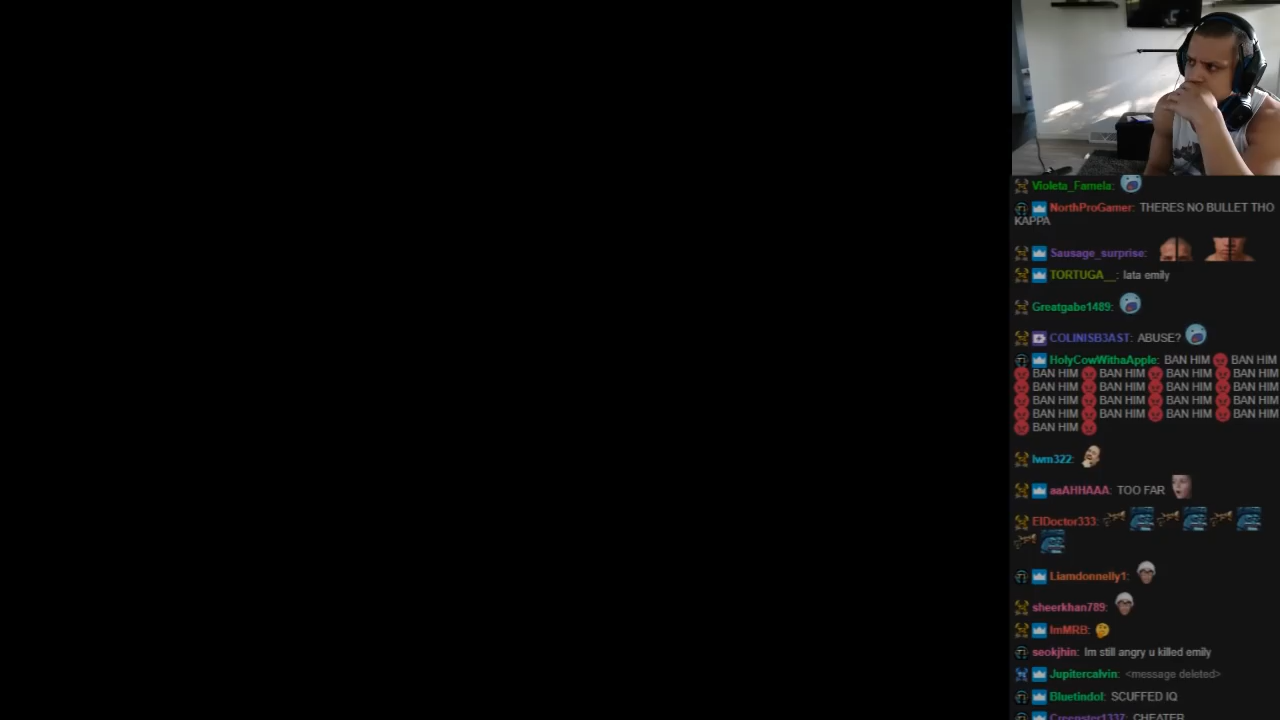 Violeta_Famela:
NorthProGamer: THERES NO BULLET THO
KAPPA
Sausage_surprise:
TORTUGA__: lata emily
Greatgabe1489:
COLINISB3AST: ABUSE?
HolyCowWithaApple: BAN HIM BAN HIM
BAN HIM BAN HIM BAN HIM BAN HIM
BAN HIM BAN HIM BAN HIM BAN HIM
BAN HIM BAN HIM BAN HIM BAN HIM
BAN HIM BAN HIM BAN HIM BAN HIM
BAN HIM
lwm322:
aaAHHAAA: TOO FAR
ElDoctor333:
Liamdonnelly1:
sheerkhan789:
ImMRB:
seokjhin: Im still angry u killed emily
Jupitercalvin: <message deleted>
Bluetindol: SCUFFED IQ
Creepster1337: CHEATER